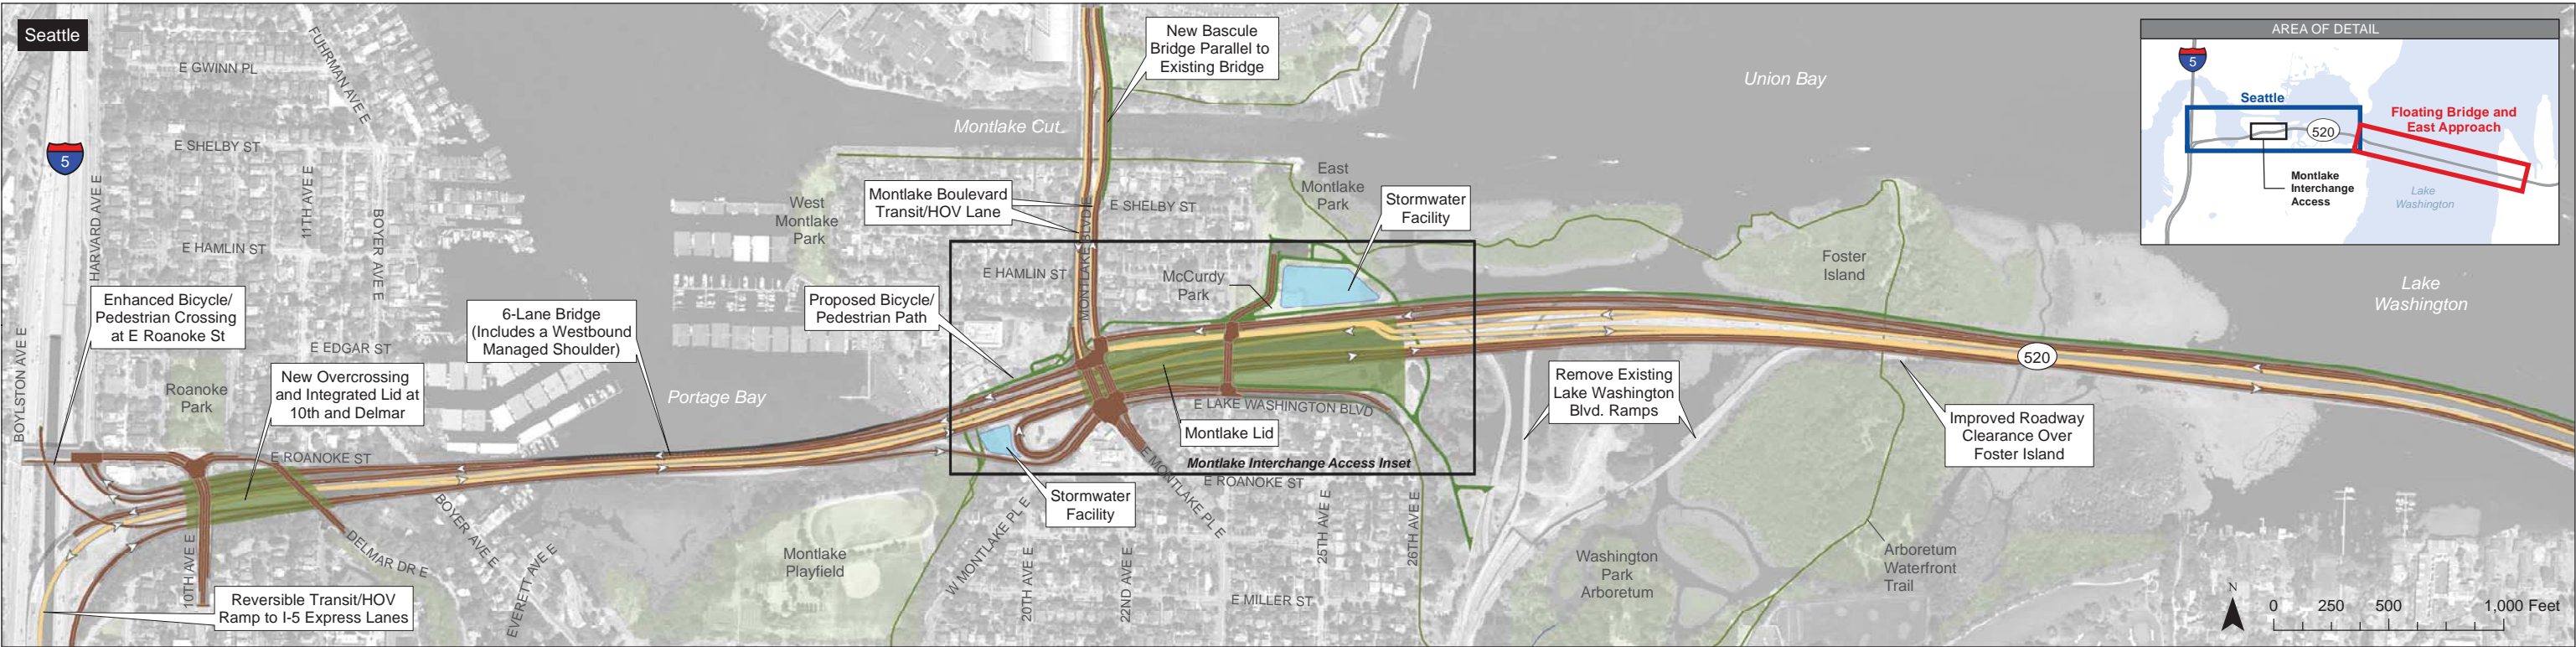 Seattle
E GWINN PL
FUHRMAN AVE E
E SHELBY ST
5
HARVARD AVE E
11TH AVE E
BOYER AVE E
E HAMLIN ST
Enhanced Bicycle/
Pedestrian Crossing
at E Roanoke St
E EDGAR ST
BOYLSTON AVE E
Roanoke
Park
New Overcrossing
and Integrated Lid at
10th and Delmar
E ROANOKE ST
6-Lane Bridge
(Includes a Westbound
Managed Shoulder)
Portage Bay
BOYER AVE E
DELMAR DR E
EVERETT AVE E
10TH AVE E
Reversible Transit/HOV
Ramp to I-5 Express Lanes
New Bascule
Bridge Parallel to
Existing Bridge
Montlake Cut
Union Bay
West
Montlake
Park
Montlake Boulevard
Transit/HOV Lane
E SHELBY ST
East
Montlake
Park
Stormwater
Facility
MONTLAKE BLVD E
E HAMLIN ST
McCurdy
Park
Proposed Bicycle/
Pedestrian Path
E LAKE WASHINGTON BLVD
Montlake Lid
Montlake Interchange Access Inset
E ROANOKE ST
Stormwater
Facility
E MONTLAKE PL E
W MONTLAKE PL E
Montlake
Playfield
20TH AVE E
22ND AVE E
25TH AVE E
26TH AVE E
E MILLER ST
Remove Existing
Lake Washington
Blvd. Ramps
Foster
Island
520
Improved Roadway
Clearance Over
Foster Island
Washington
Park
Arboretum
Arboretum
Waterfront
Trail
Lake
Washington
AREA OF DETAIL
5
Seattle
520
Floating Bridge and
East Approach
Montlake
Interchange
Access
Lake
Washington
N
0 250 500 1,000 Feet